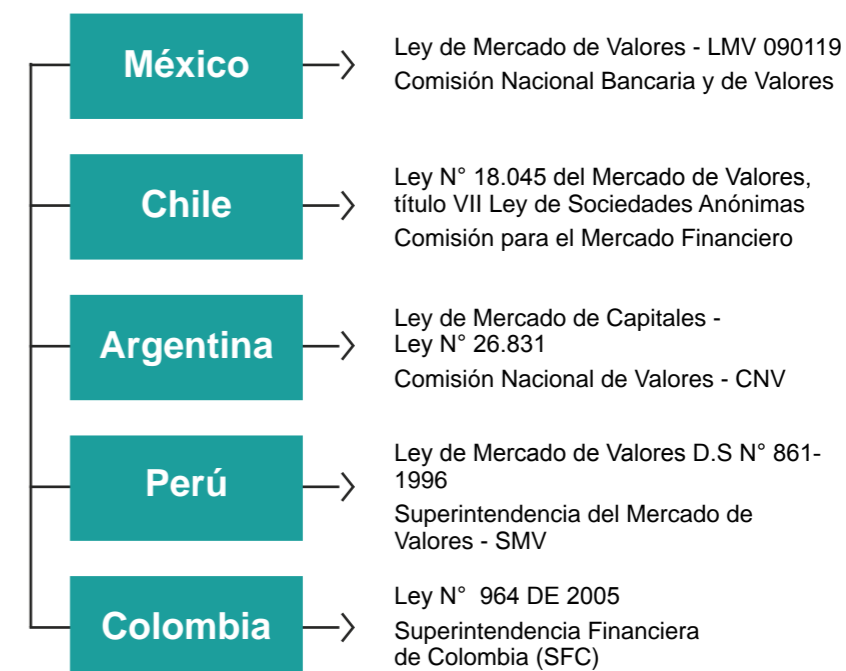 México
Ley de Mercado de Valores - LMV 090119
Comisión Nacional Bancaria y de Valores
Chile
Ley N° 18.045 del Mercado de Valores,
título VII Ley de Sociedades Anónimas
Comisión para el Mercado Financiero
Argentina
Ley de Mercado de Capitales -
Ley N° 26.831
Comisión Nacional de Valores - CNV
Perú
Ley de Mercado de Valores D.S N° 861-
1996
Superintendencia del Mercado de
Valores - SMV
Colombia
Ley N° 964 DE 2005
Superintendencia Financiera
de Colombia (SFC)